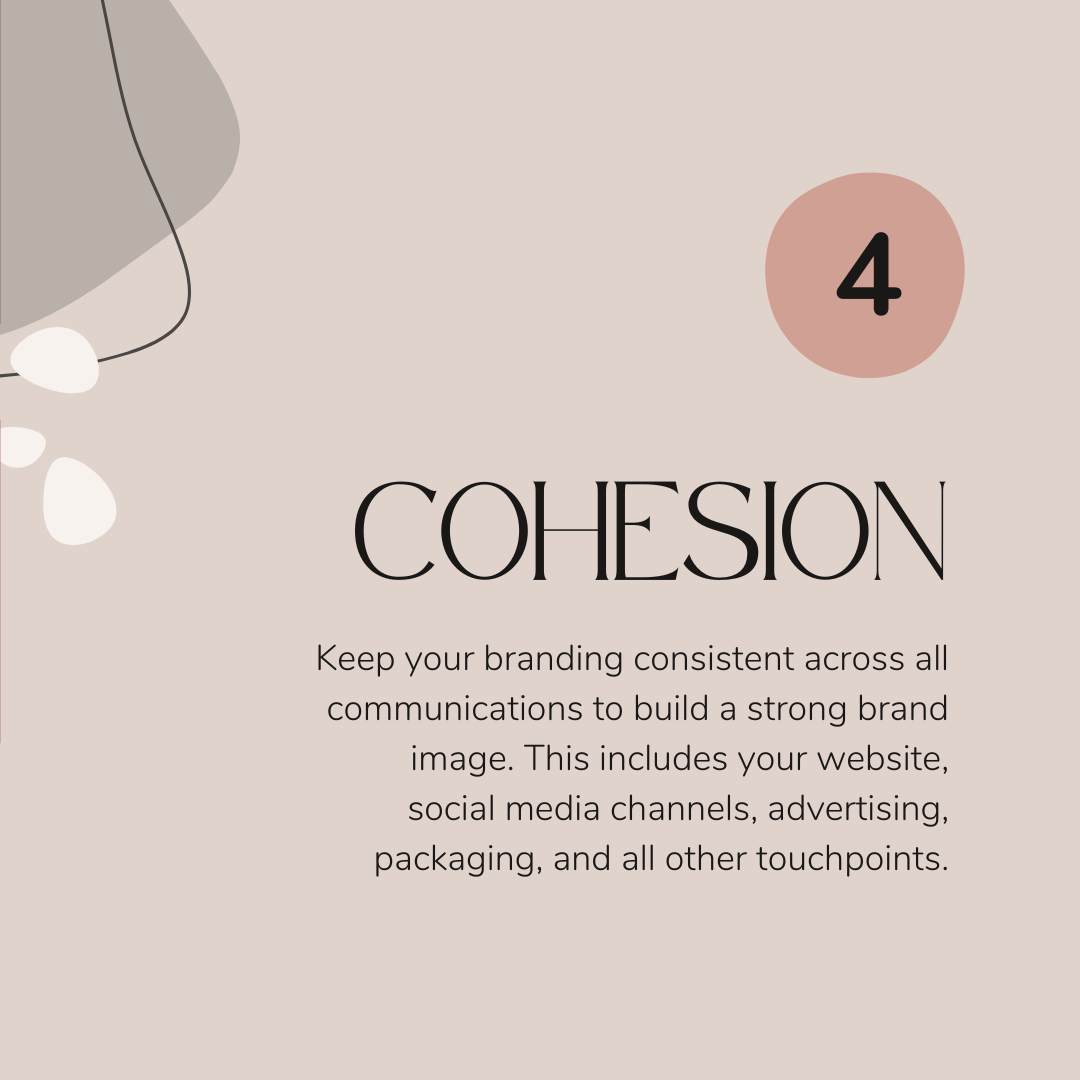 4
COHESION
Keep your branding consistent across all
communications to build a strong brand
image. This includes your website,
social media channels, advertising,
packaging, and all other touchpoints.